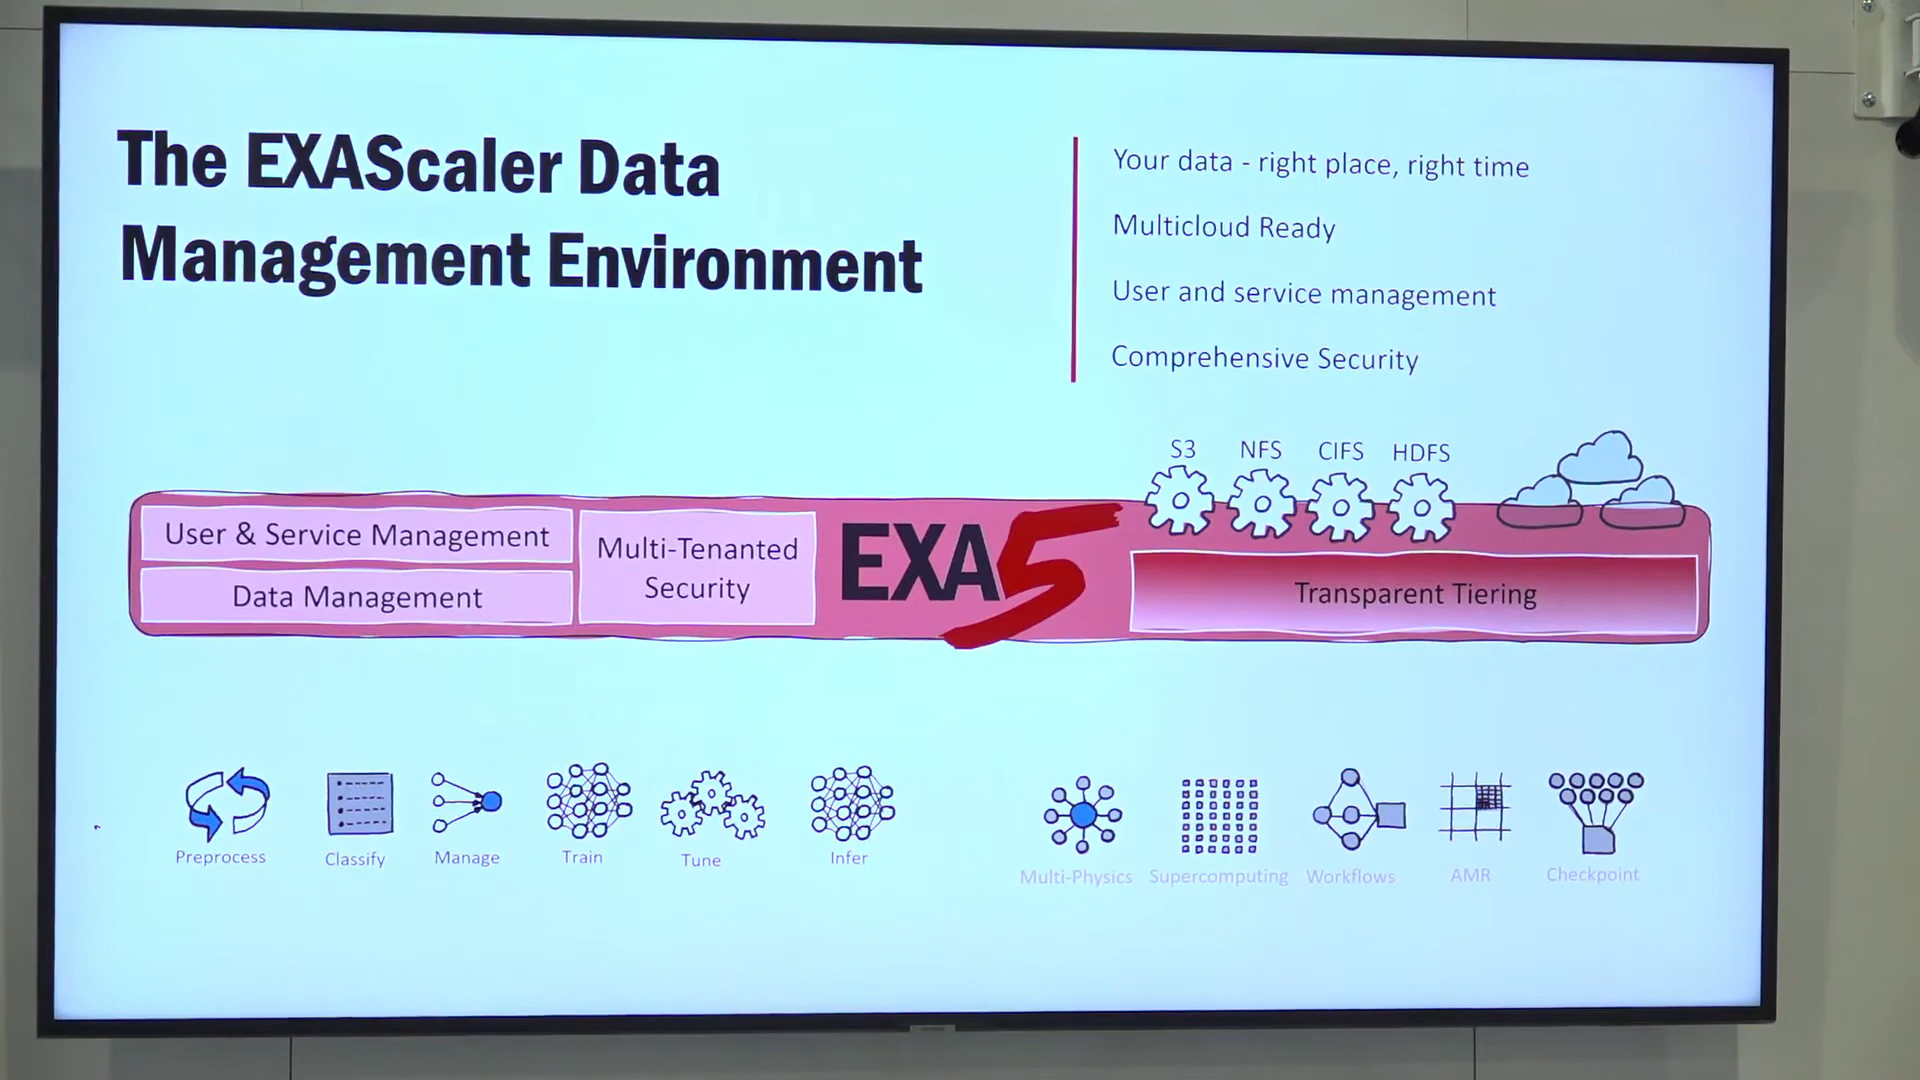 The EXAScaler Data
Management Environment
Your data - right place, right time
Multicloud Ready
User and service management
Comprehensive Security
S3 NFS CIFS HDFS
User & Service Management
Data Management
Multi-Tenanted
Security
EXA5
Transparent Tiering
Preprocess Classify Manage Train Tune Infer
Multi-Physics Supercomputing Workflows AMR Checkpoint